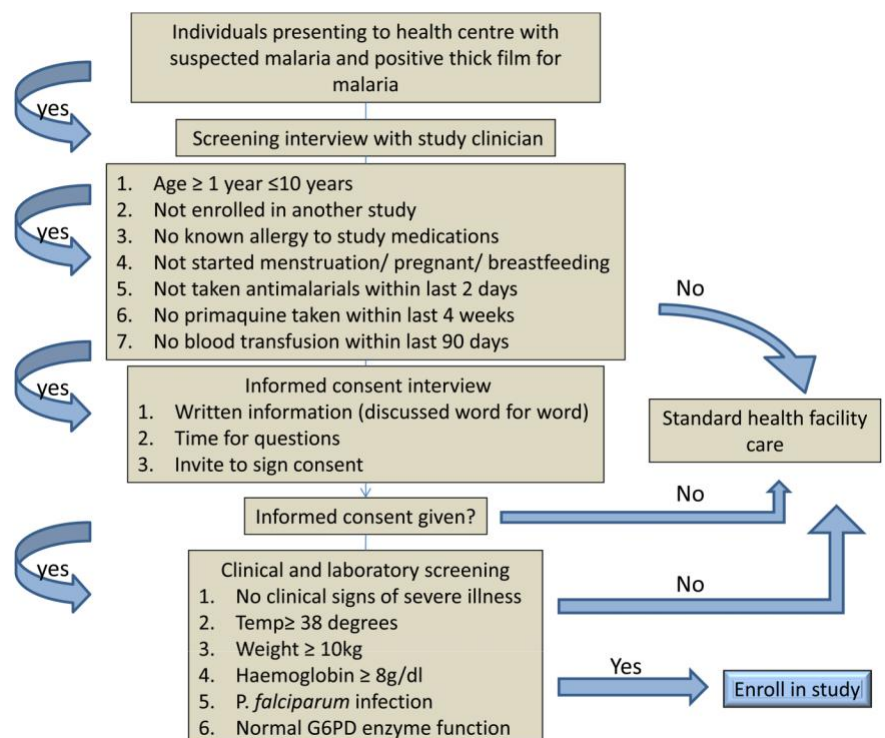 Individuals presenting to health centre with
suspected malaria and positive thick film for
malaria
yes
Screening interview with study clinician
1. Age ≥ 1 year ≤10 years
2. Not enrolled in another study
3. No known allergy to study medications
4. Not started menstruation/ pregnant/ breastfeeding
5. Not taken antimalarials within last 2 days
6. No primaquine taken within last 4 weeks
7. No blood transfusion within last 90 days
yes
No
Informed consent interview
1. Written information (discussed word for word)
2. Time for questions
3. Invite to sign consent
yes
Standard health facility
care
Informed consent given?
No
Clinical and laboratory screening
1. No clinical signs of severe illness
2. Temp≥ 38 degrees
3. Weight ≥ 10kg
4. Haemoglobin ≥ 8g/dl
5. P. falciparum infection
6. Normal G6PD enzyme function
yes
No
Yes
Enroll in study